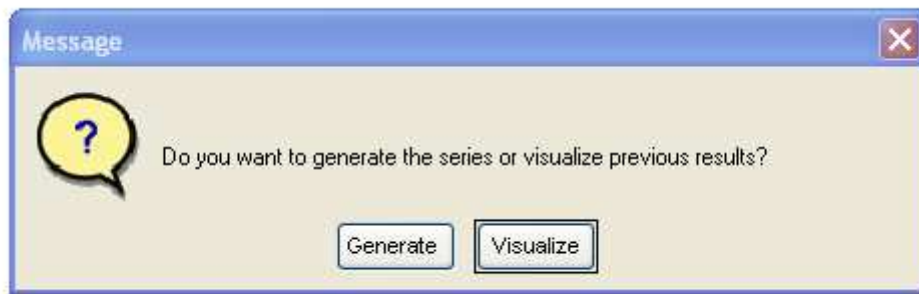 Message
?
Do you want to generate the series or visualize previous results?
Generate Visualize